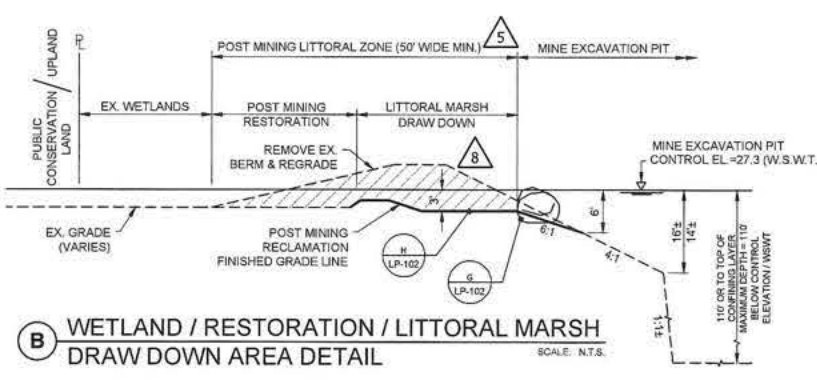 PUBLIC
CONSERVATION / UPLAND
LAND
PL
POST MINING LITTORAL ZONE (50' WIDE MIN.)
5
MINE EXCAVATION PIT
EX. WETLANDS
POST MINING
RESTORATION
LITTORAL MARSH
DRAW DOWN
REMOVE EX.
BERM & REGRADE
8
MINE EXCAVATION PIT
CONTROL EL.=27.3 (W.S.W.T.
3'
6'
16'±
14'±
6:1
4:1
1:1±
EX. GRADE
(VARIES)
POST MINING
RECLAMATION
FINISHED GRADE LINE
H
LP-102
G
LP-102
110' OR TO TOP OF
CONFINING LAYER
MAXIMUM DEPTH = 110'
BELOW CONTROL
ELEVATION / WSWT
B
WETLAND / RESTORATION / LITTORAL MARSH
DRAW DOWN AREA DETAIL
SCALE: N.T.S.